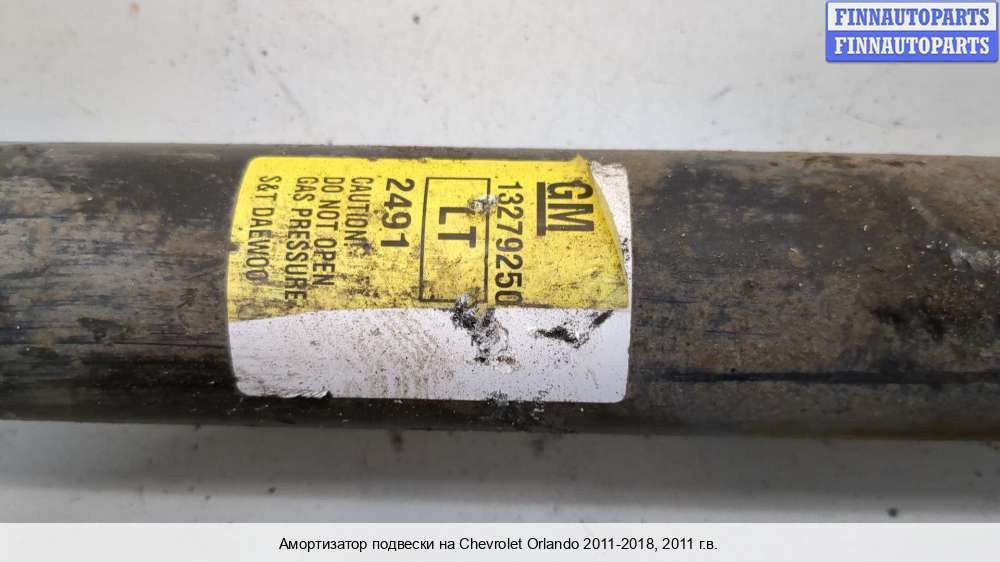 FINNAUTOPARTS
FINNAUTOPARTS
GM
13279250
LT
2491
CAUTION:
DO NOT OPEN
GAS PRESSURE
S&T DAEWOO
Амортизатор подвески на Chevrolet Orlando 2011-2018, 2011 г.в.